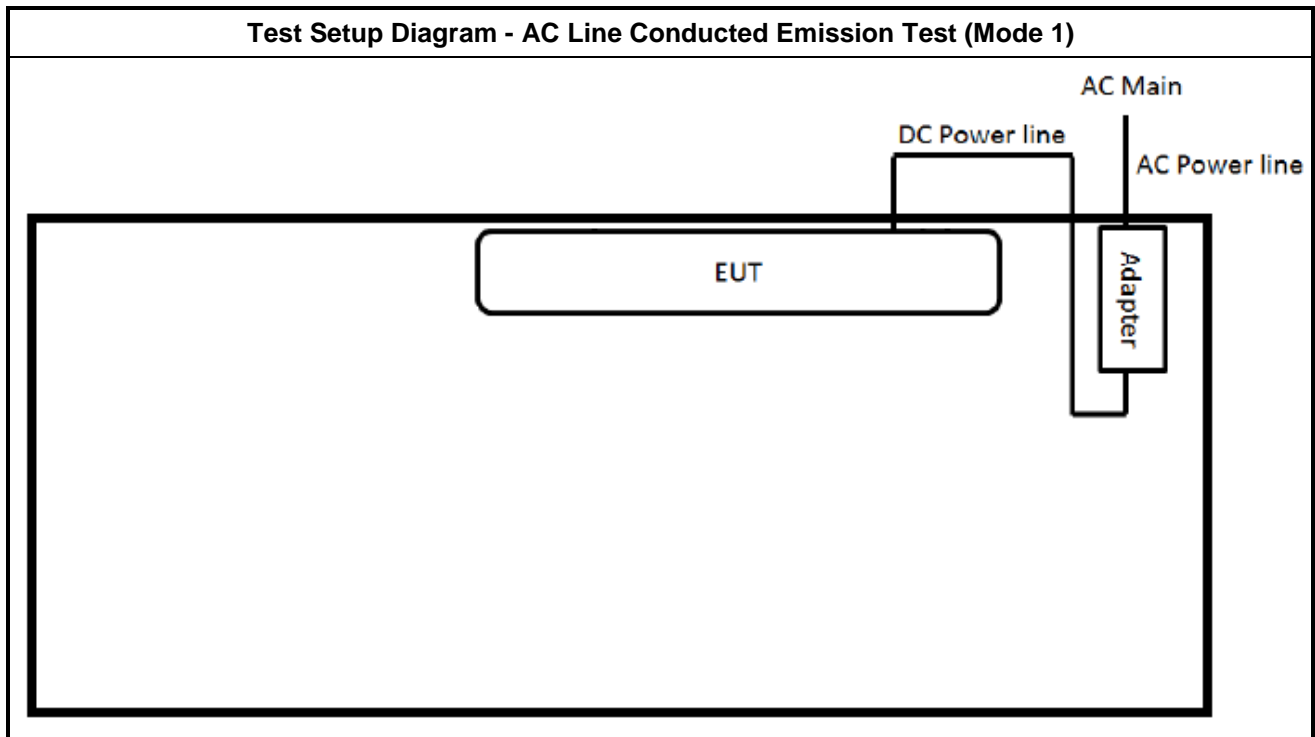 Test Setup Diagram - AC Line Conducted Emission Test (Mode 1)
AC Main
DC Power line
AC Power line
EUT
Adapter